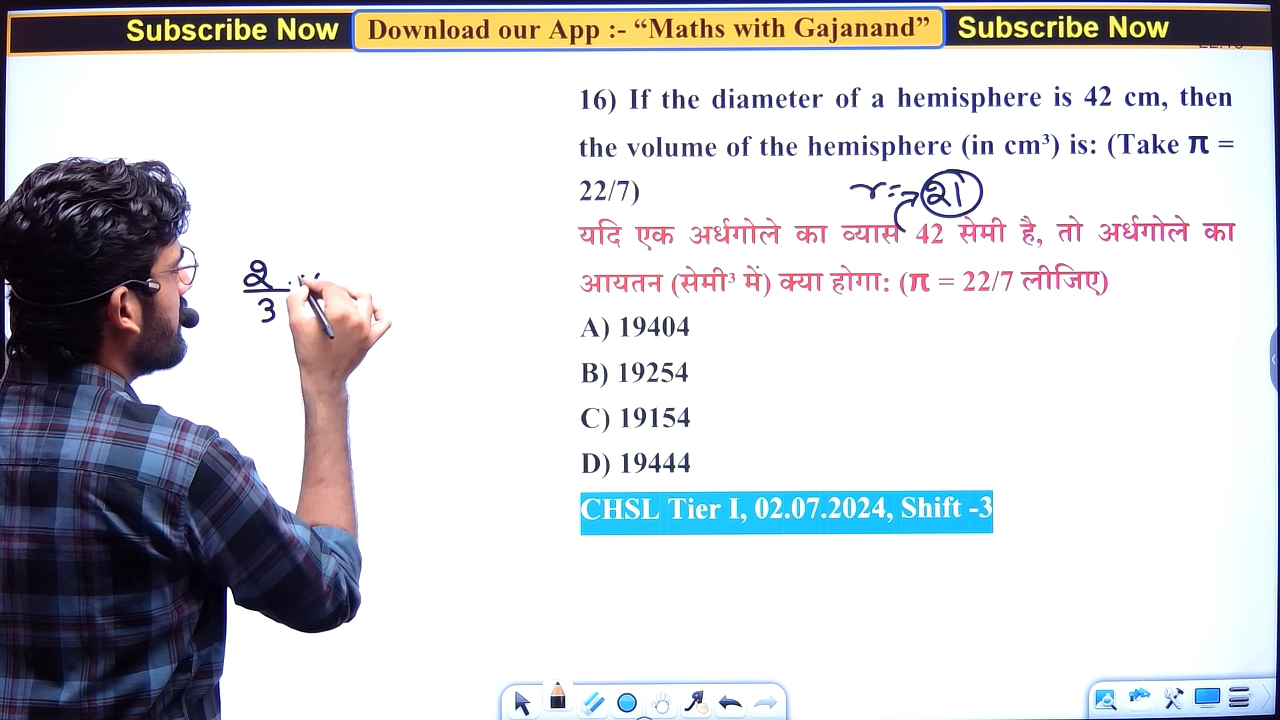 Subscribe Now Download our App :- “Maths with Gajanand” Subscribe Now
16) If the diameter of a hemisphere is 42 cm, then
the volume of the hemisphere (in cm³) is: (Take π =
22/7)
r = 21
यदि एक अर्धगोले का व्यास 42 सेमी है, तो अर्धगोले का
आयतन (सेमी³ में) क्या होगा: (π = 22/7 लीजिए)
2
3
A) 19404
B) 19254
C) 19154
D) 19444
CHSL Tier I, 02.07.2024, Shift -3